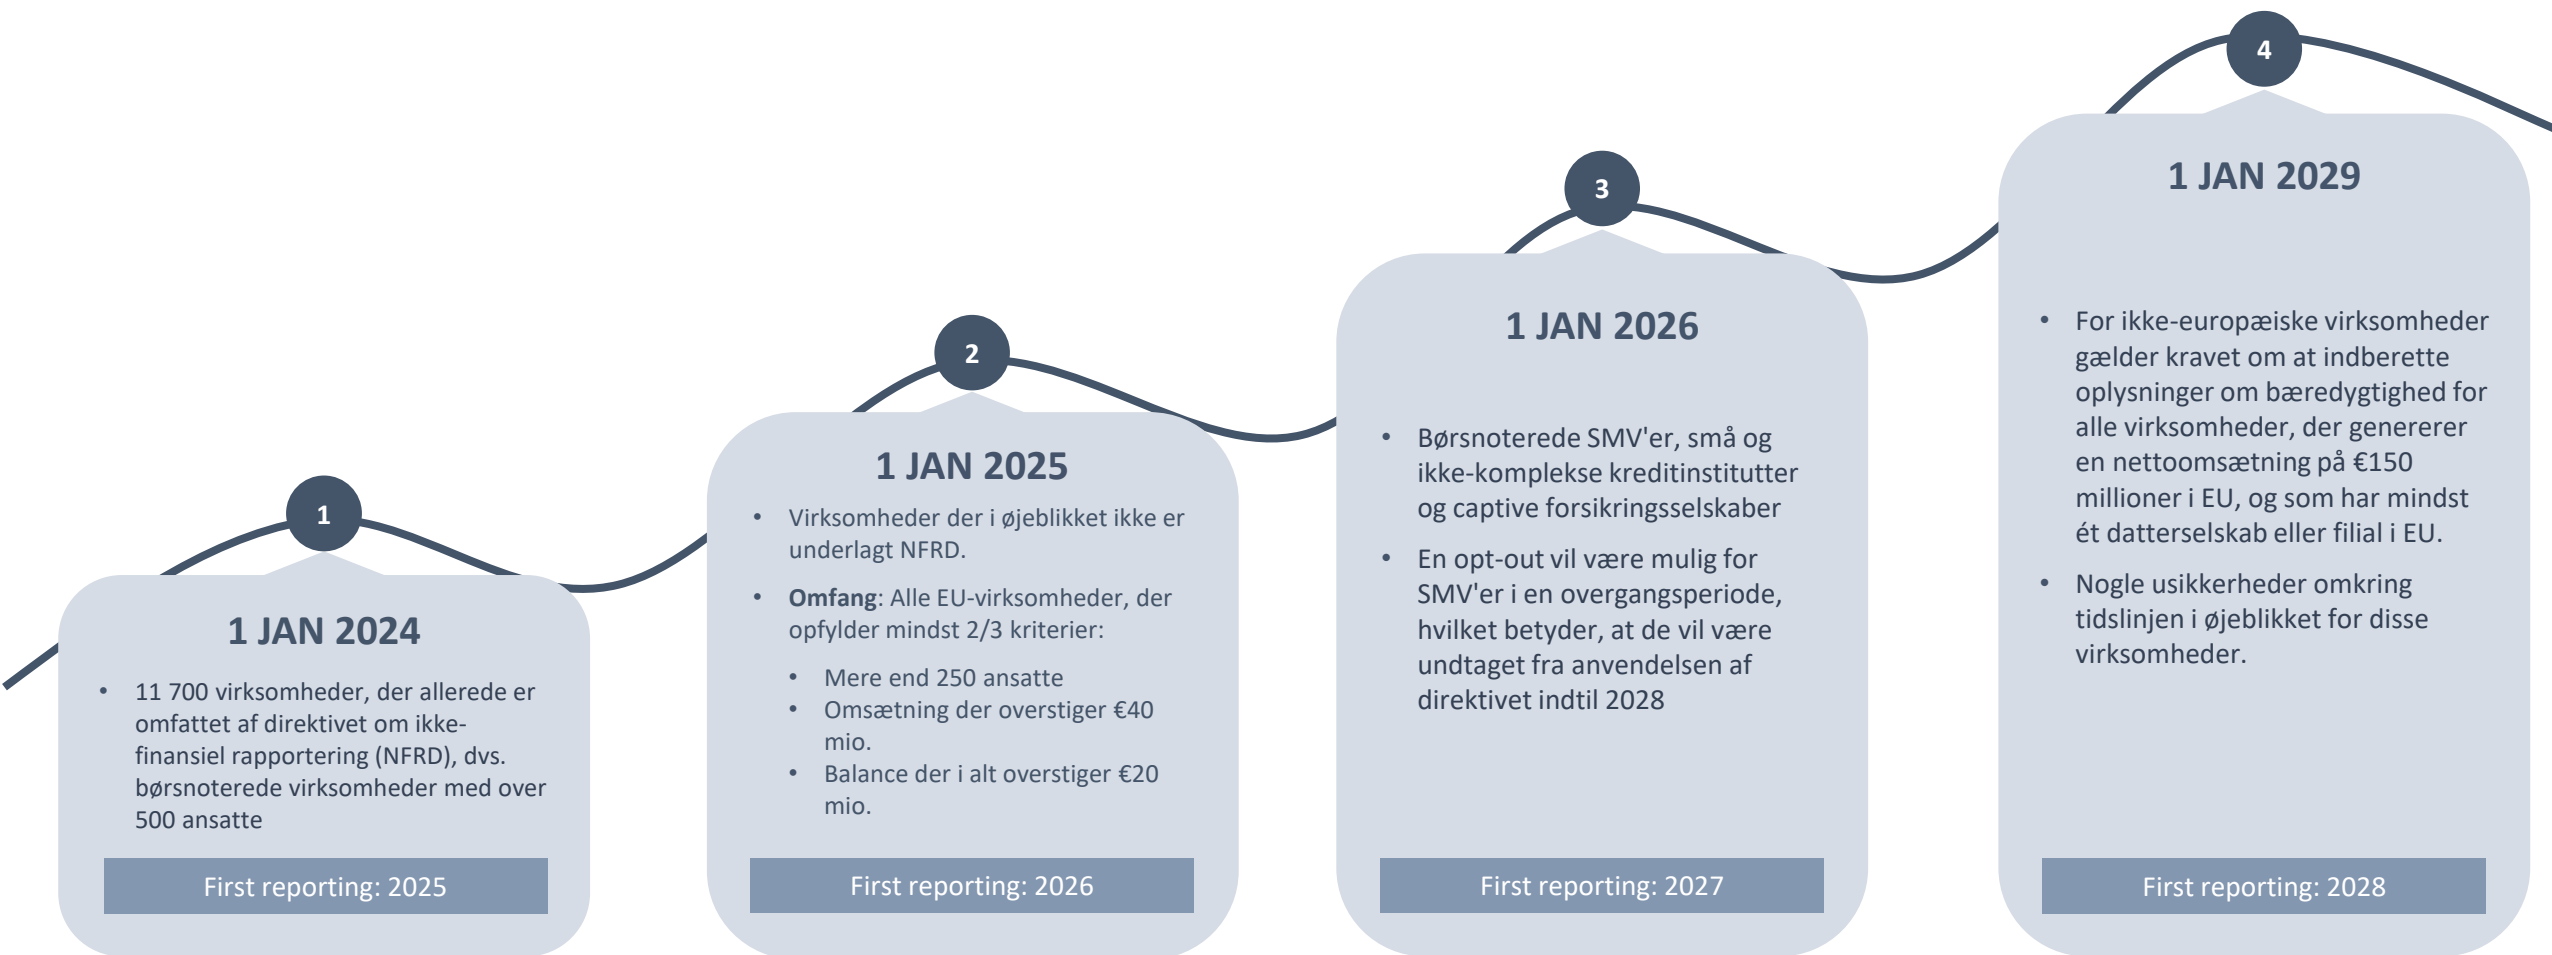 1
1 JAN 2024
• 11 700 virksomheder, der allerede er
omfattet af direktivet om ikke-
finansiel rapportering (NFRD), dvs.
børsnoterede virksomheder med over
500 ansatte
First reporting: 2025
2
1 JAN 2025
• Virksomheder der i øjeblikket ikke er
underlagt NFRD.
• Omfang: Alle EU-virksomheder, der
opfylder mindst 2/3 kriterier:
• Mere end 250 ansatte
• Omsætning der overstiger €40
mio.
• Balance der i alt overstiger €20
mio.
First reporting: 2026
3
1 JAN 2026
• Børsnoterede SMV'er, små og
ikke-komplekse kreditinstitutter
og captive forsikringsselskaber
• En opt-out vil være mulig for
SMV'er i en overgangsperiode,
hvilket betyder, at de vil være
undtaget fra anvendelsen af
direktivet indtil 2028
First reporting: 2027
4
1 JAN 2029
• For ikke-europæiske virksomheder
gælder kravet om at indberette
oplysninger om bæredygtighed for
alle virksomheder, der genererer
en nettoomsætning på €150
millioner i EU, og som har mindst
ét datterselskab eller filial i EU.
• Nogle usikkerheder omkring
tidslinjen i øjeblikket for disse
virksomheder.
First reporting: 2028